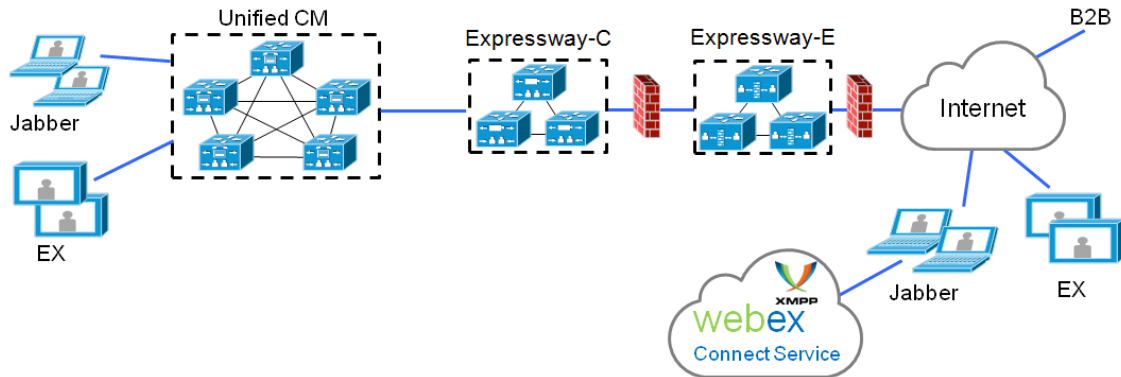 Unified CM
Expressway-C
Expressway-E
B2B
Jabber
Internet
EX
XMPP
webex
Connect Service
Jabber
EX